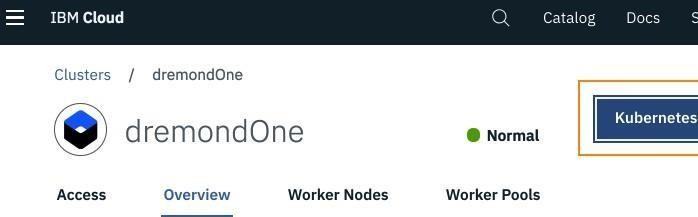 IBM Cloud Catalog Docs S
Clusters / dremondOne
dremondOne Normal Kubernetes
Access Overview Worker Nodes Worker Pools